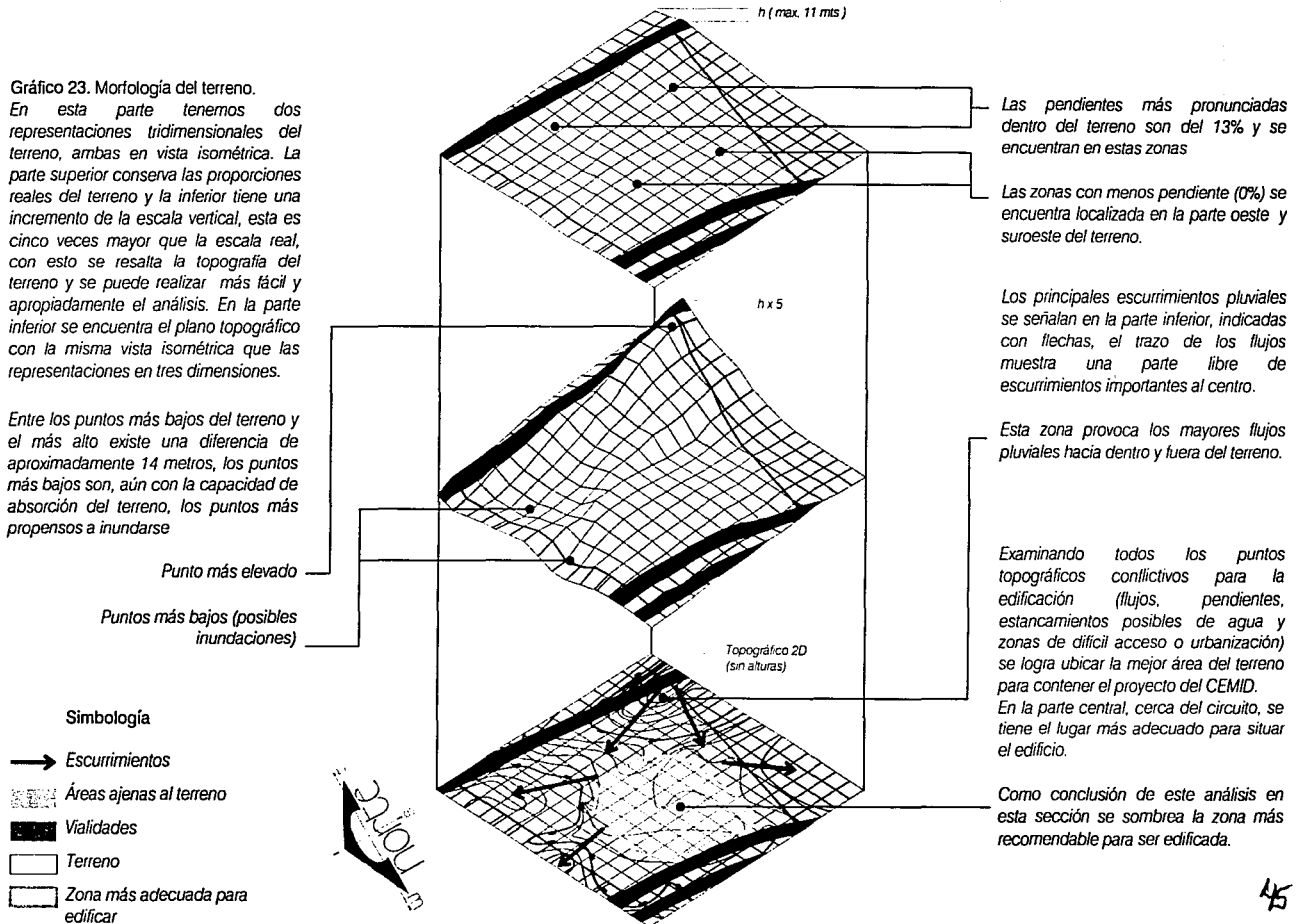 h ( max. 11 mts )
Gráfico 23. Morfología del terreno.
En esta parte tenemos dos
representaciones tridimensionales del
terreno, ambas en vista isométrica. La
parte superior conserva las proporciones
reales del terreno y la inferior tiene una
incremento de la escala vertical, esta es
cinco veces mayor que la escala real,
con esto se resalta la topografía del
terreno y se puede realizar más fácil y
apropiadamente el análisis. En la parte
inferior se encuentra el plano topográfico
con la misma vista isométrica que las
representaciones en tres dimensiones.
Entre los puntos más bajos del terreno y
el más alto existe una diferencia de
aproximadamente 14 metros, los puntos
más bajos son, aún con la capacidad de
absorción del terreno, los puntos más
propensos a inundarse
Punto más elevado
Puntos más bajos (posibles
inundaciones)
Simbología
Escurrimientos
Áreas ajenas al terreno
Vialidades
Terreno
Zona más adecuada para
edificar
norte
h x 5
Topográfico 2D
(sin alturas)
Las pendientes más pronunciadas
dentro del terreno son del 13% y se
encuentran en estas zonas
Las zonas con menos pendiente (0%) se
encuentra localizada en la parte oeste y
suroeste del terreno.
Los principales escurrimientos pluviales
se señalan en la parte inferior, indicadas
con flechas, el trazo de los flujos
muestra una parte libre de
escurrimientos importantes al centro.
Esta zona provoca los mayores flujos
pluviales hacia dentro y fuera del terreno.
Examinando todos los puntos
topográficos conflictivos para la
edificación (flujos, pendientes,
estancamientos posibles de agua y
zonas de difícil acceso o urbanización)
se logra ubicar la mejor área del terreno
para contener el proyecto del CEMID.
En la parte central, cerca del circuito, se
tiene el lugar más adecuado para situar
el edificio.
Como conclusión de este análisis en
esta sección se sombrea la zona más
recomendable para ser edificada.
45